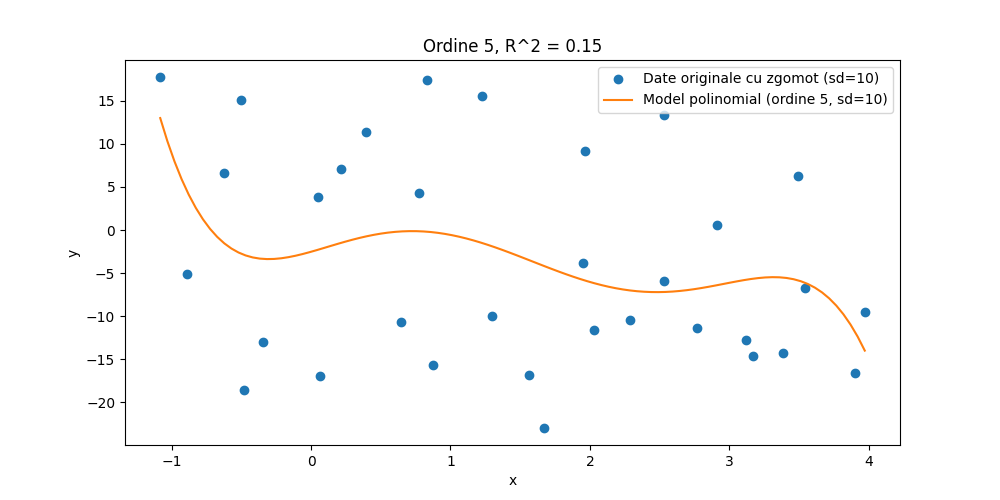 Ordine 5, R^2 = 0.15
Date originale cu zgomot (sd=10)
Model polinomial (ordine 5, sd=10)
15
10
5
0
−5
−10
−15
−20
y
−1
0
1
2
3
4
x